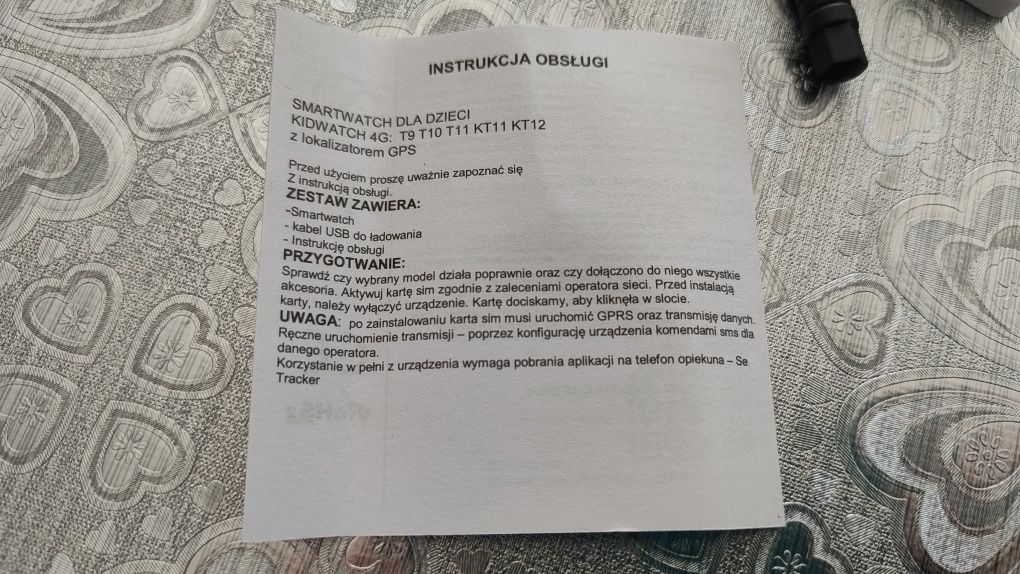 INSTRUKCJA OBSŁUGI
SMARTWATCH DLA DZIECI
KIDWATCH 4G: T9 T10 T11 KT11 KT12
z lokalizatorem GPS
Przed użyciem proszę uważnie zapoznać się
Z instrukcją obsługi.
ZESTAW ZAWIERA:
-Smartwatch
- kabel USB do ładowania
- Instrukcję obsługi
PRZYGOTWANIE:
Sprawdź czy wybrany model działa poprawnie oraz czy dołączono do niego wszystkie
akcesoria. Aktywuj kartę sim zgodnie z zaleceniami operatora sieci. Przed instalacją
karty, należy wyłączyć urządzenie. Kartę dociskamy, aby kliknęła w slocie.
UWAGA: po zainstalowaniu karta sim musi uruchomić GPRS oraz transmisję danych.
Ręczne uruchomienie transmisji – poprzez konfigurację urządzenia komendami sms dla
danego operatora.
Korzystanie w pełni z urządzenia wymaga pobrania aplikacji na telefon opiekuna – Se
Tracker